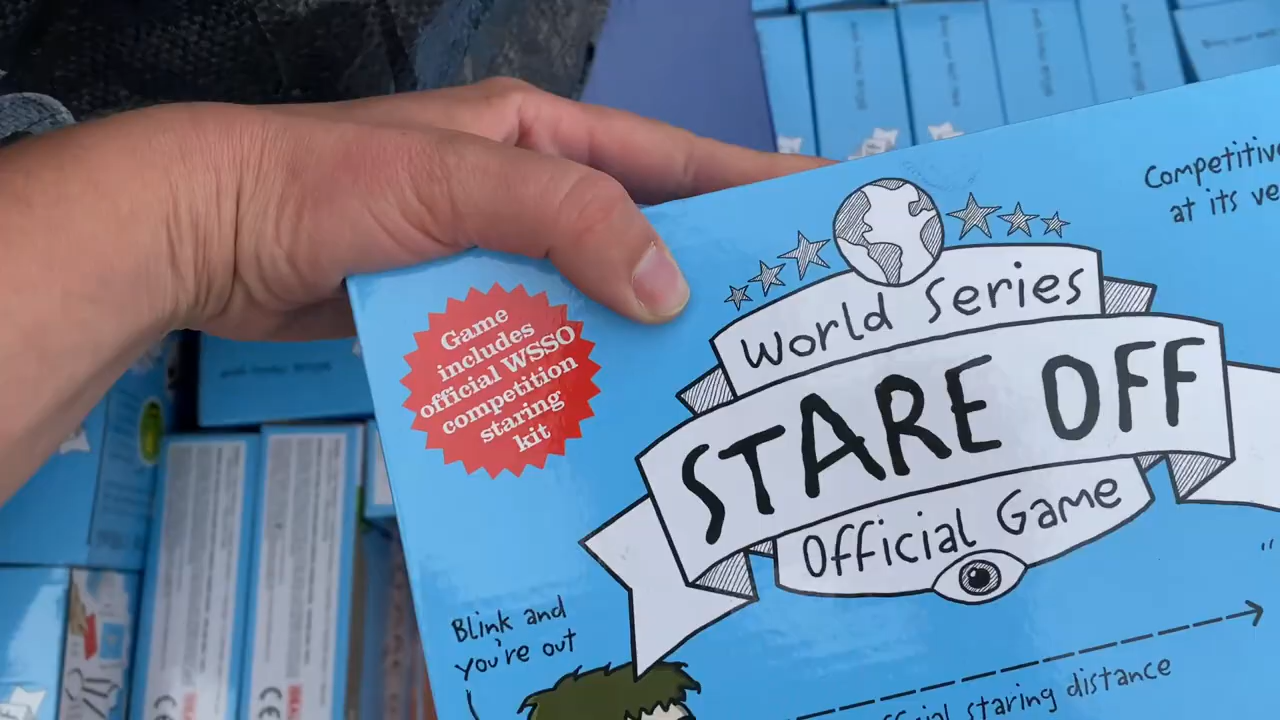 Competitive
at its
World Series
STARE OFF
Official Game
Game
includes
official WSSO
competition
staring
kit
Blink and
you're out
staring distance